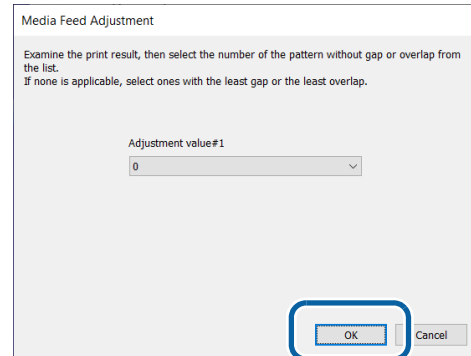 Media Feed Adjustment
Examine the print result, then select the number of the pattern without gap or overlap from
the list.
If none is applicable, select ones with the least gap or the least overlap.
Adjustment value#1
0
OK Cancel